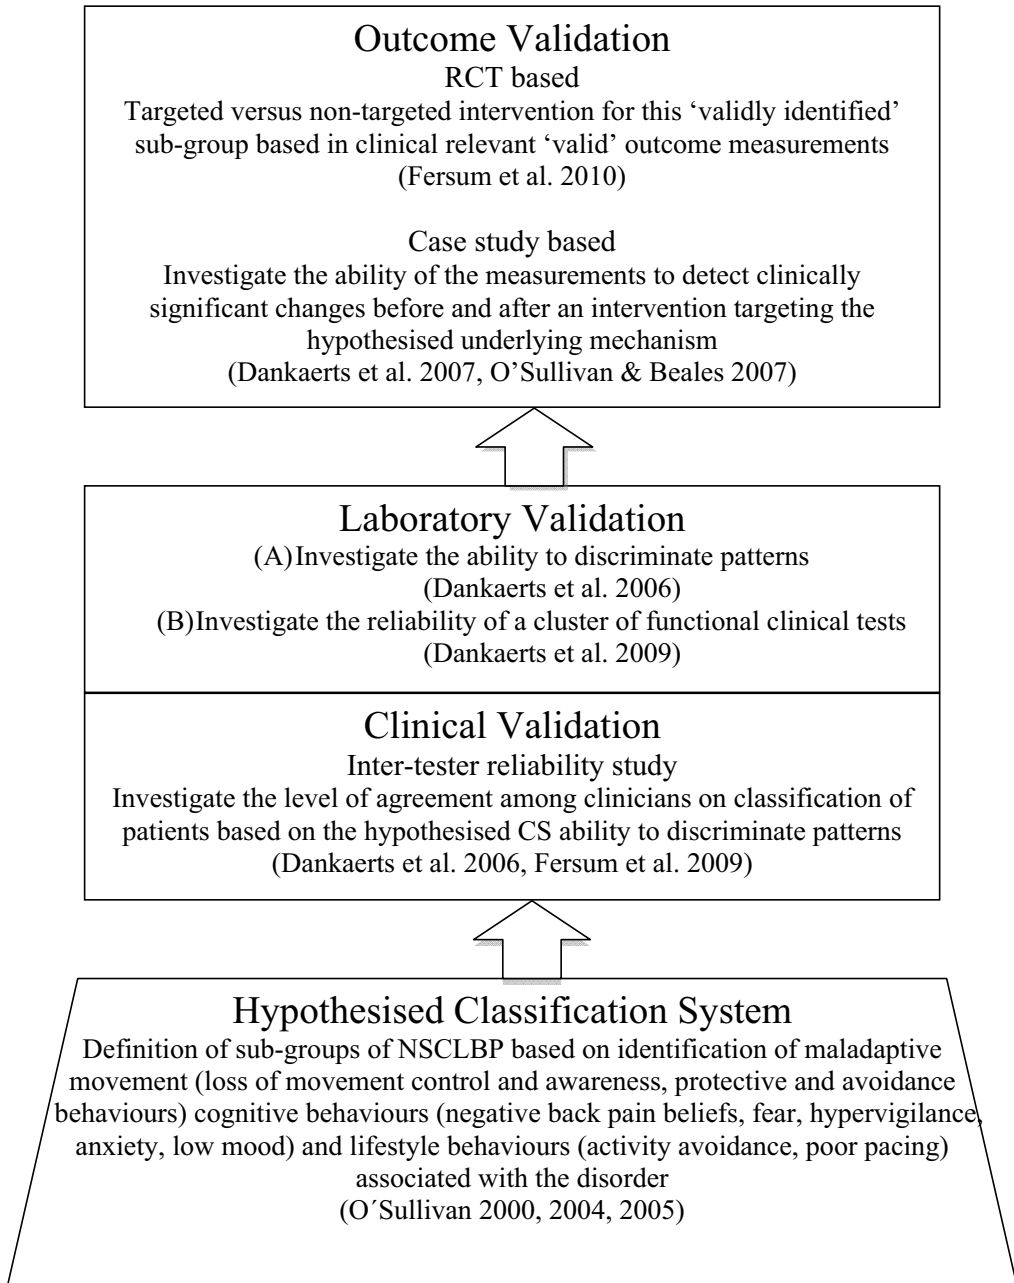 Outcome Validation
RCT based
Targeted versus non-targeted intervention for this ‘validly identified’
sub-group based in clinical relevant ‘valid’ outcome measurements
(Fersum et al. 2010)
Case study based
Investigate the ability of the measurements to detect clinically
significant changes before and after an intervention targeting the
hypothesised underlying mechanism
(Dankaerts et al. 2007, O’Sullivan & Beales 2007)
Laboratory Validation
(A)Investigate the ability to discriminate patterns
(Dankaerts et al. 2006)
(B)Investigate the reliability of a cluster of functional clinical tests
(Dankaerts et al. 2009)
Clinical Validation
Inter-tester reliability study
Investigate the level of agreement among clinicians on classification of
patients based on the hypothesised CS ability to discriminate patterns
(Dankaerts et al. 2006, Fersum et al. 2009)
Hypothesised Classification System
Definition of sub-groups of NSCLBP based on identification of maladaptive
movement (loss of movement control and awareness, protective and avoidance
behaviours) cognitive behaviours (negative back pain beliefs, fear, hypervigilance,
anxiety, low mood) and lifestyle behaviours (activity avoidance, poor pacing)
associated with the disorder
(O´Sullivan 2000, 2004, 2005)